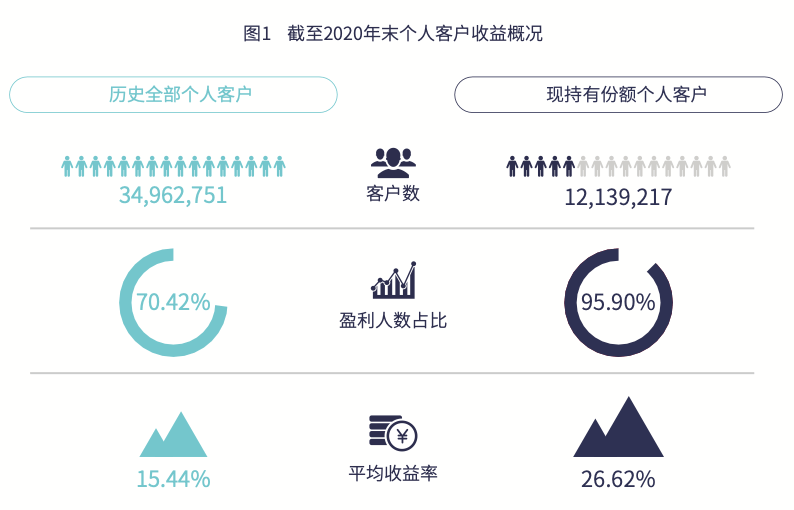 图1 截至2020年末个人客户收益概况
历史全部个人客户
现持有份额个人客户
34,962,751
客户数
12,139,217
70.42%
盈利人数占比
95.90%
15.44%
平均收益率
26.62%